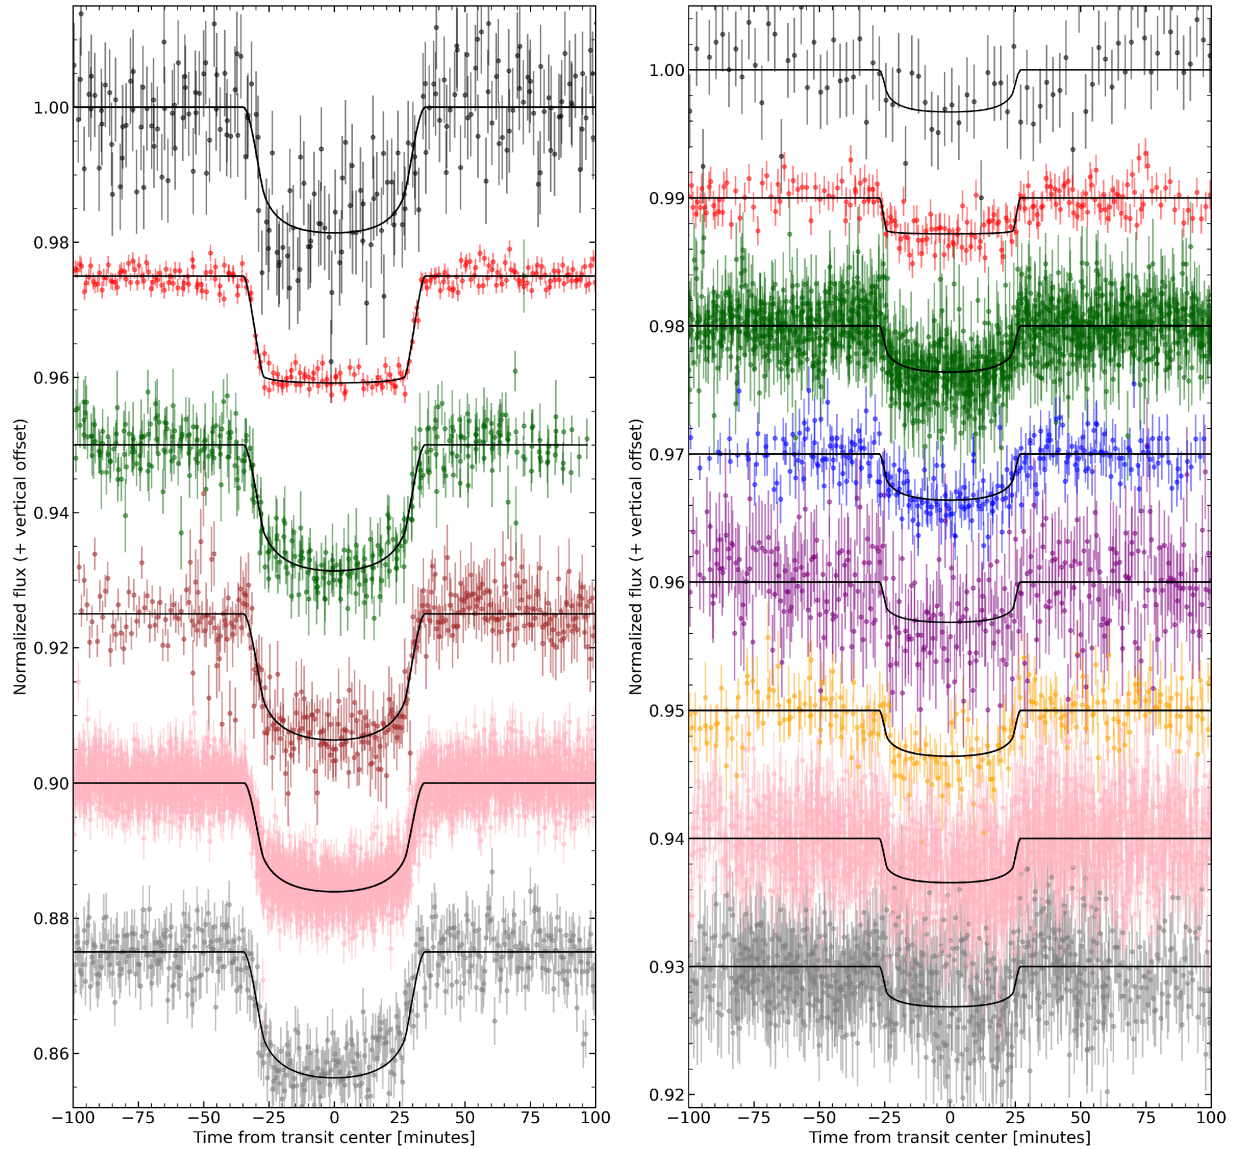 1.00
0.98
0.96
0.94
0.92
0.90
0.88
0.86
Normalized flux (+ vertical offset)
−100 −75 −50 −25 0 25 50 75 100
Time from transit center [minutes]
1.00
0.99
0.98
0.97
0.96
0.95
0.94
0.93
0.92
Normalized flux (+ vertical offset)
−100 −75 −50 −25 0 25 50 75 100
Time from transit center [minutes]